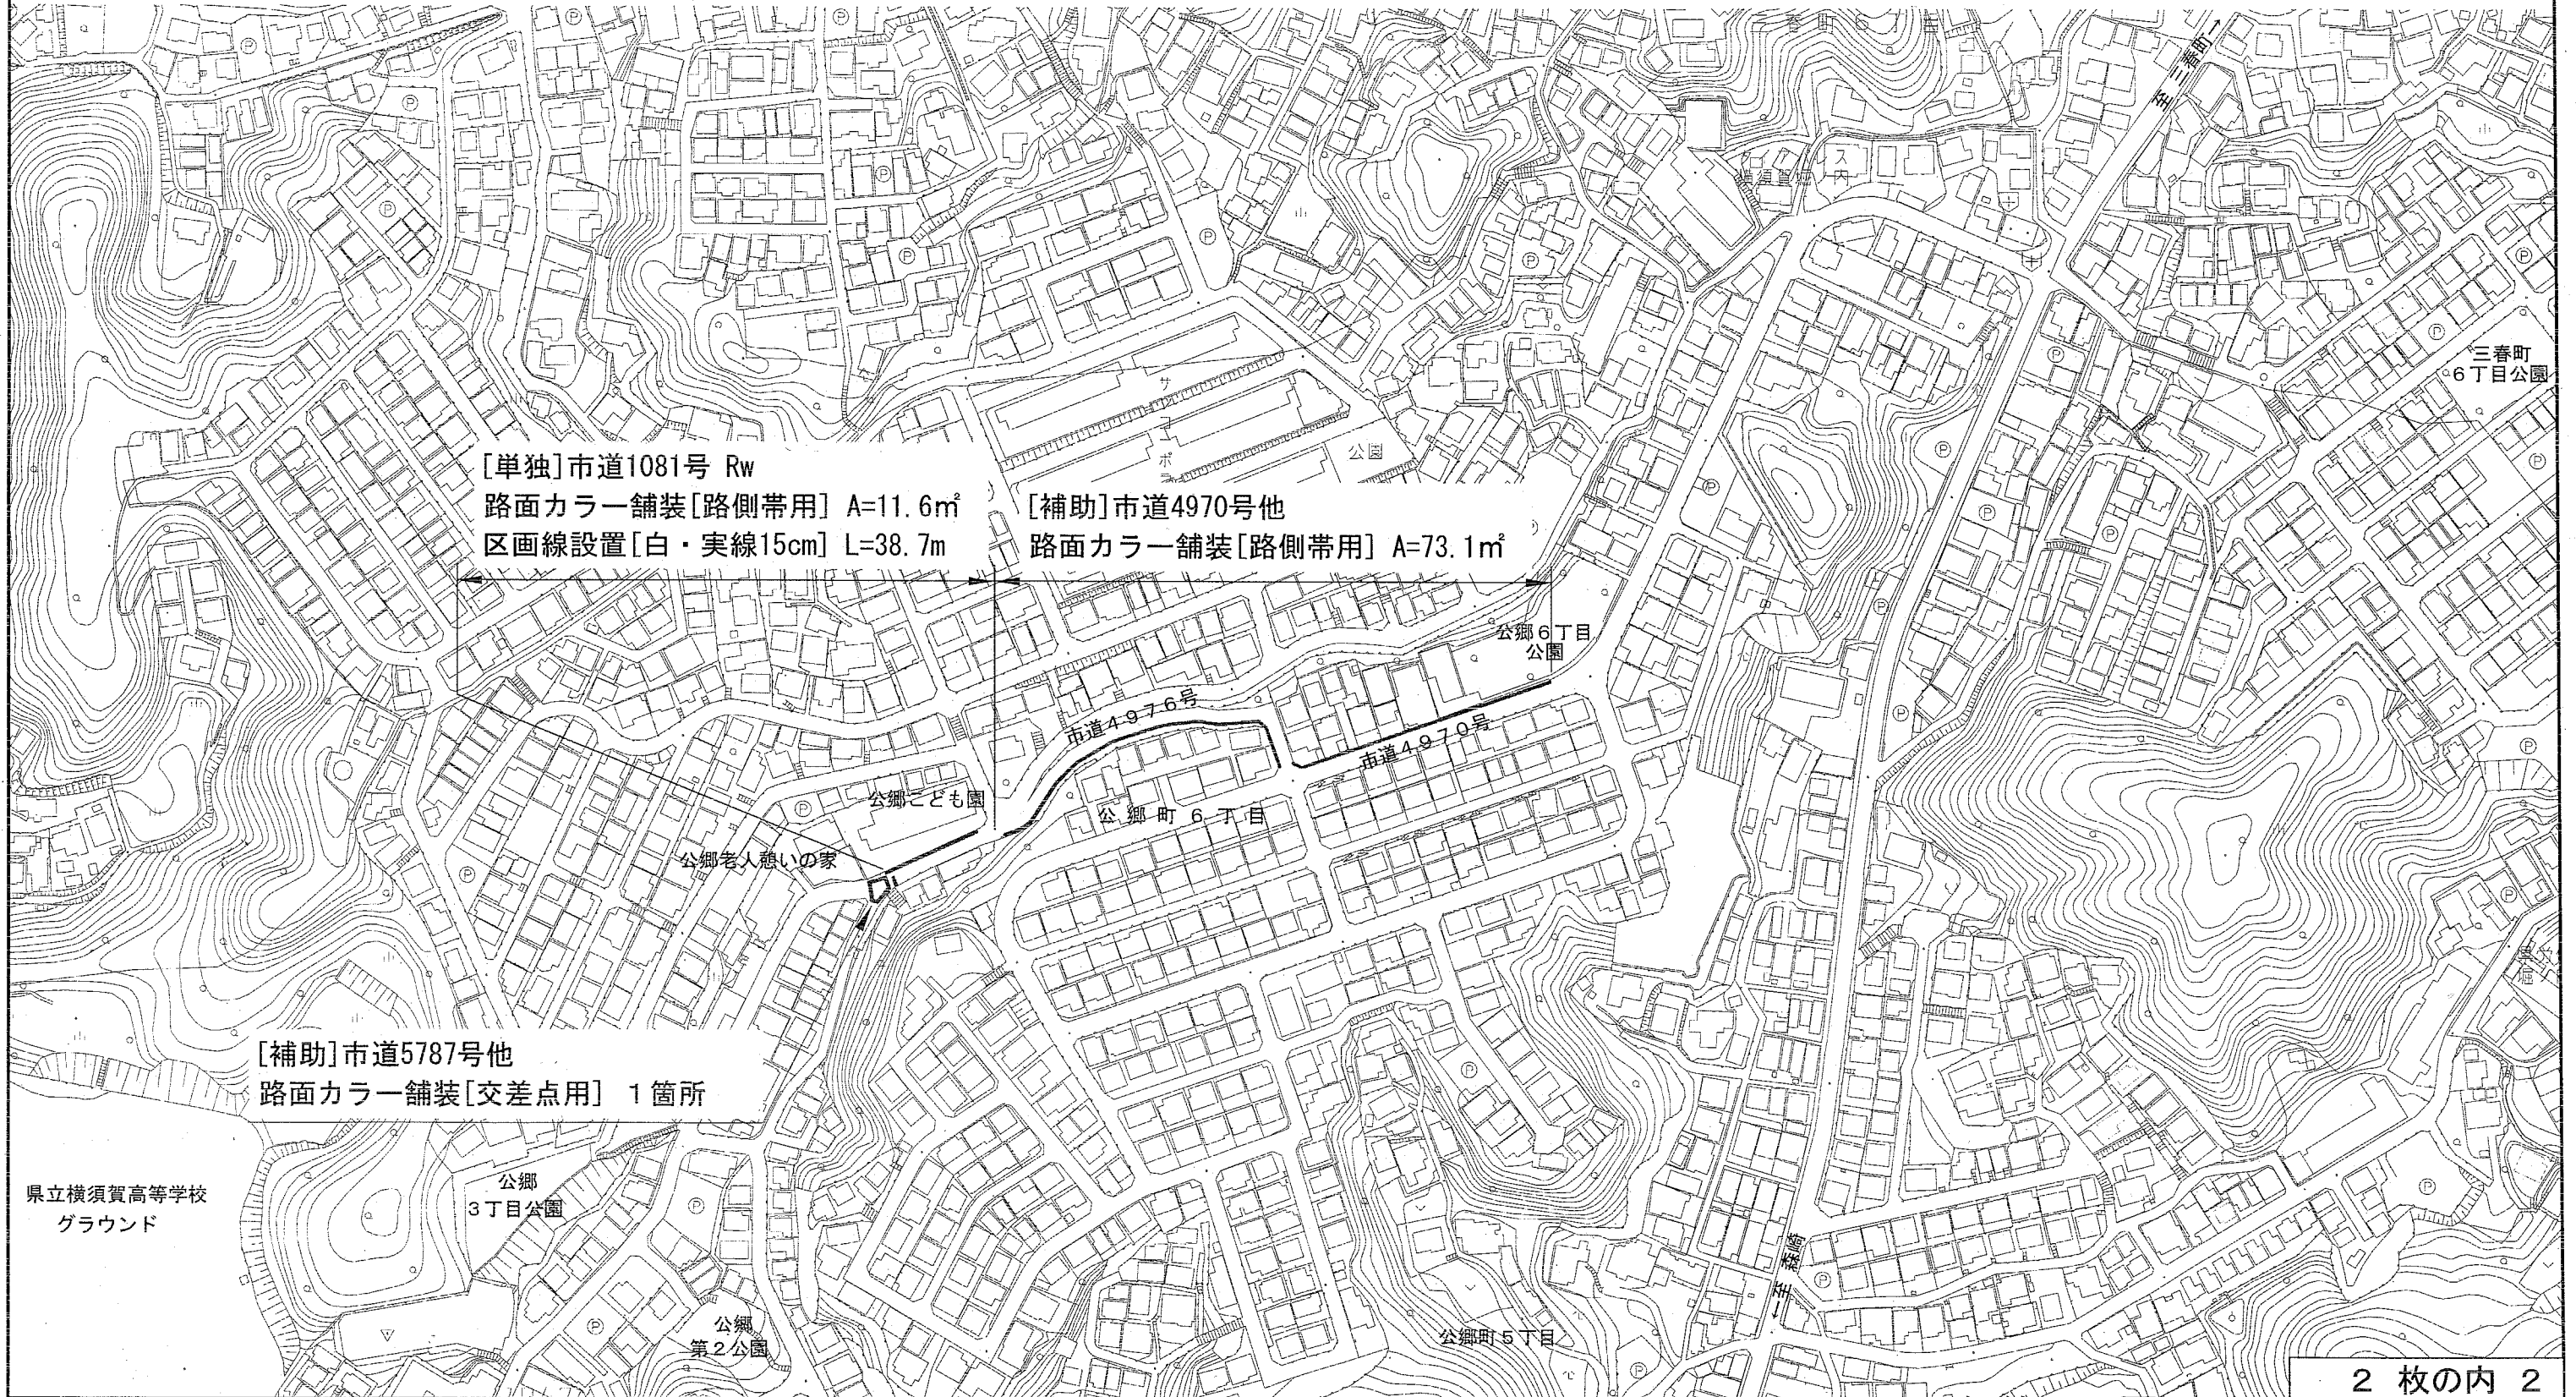 至 三春町→
三春町
6丁目公園
公園
[単独]市道1081号 Rw
路面カラー舗装[路側帯用] A=11.6㎡
区画線設置[白・実線15cm] L=38.7m
[補助]市道4970号他
路面カラー舗装[路側帯用] A=73.1㎡
公郷6丁目
公園
市道4976号
市道4970号
公郷こども園
公郷町6丁目
公郷老人憩いの家
[補助]市道5787号他
路面カラー舗装[交差点用] 1箇所
県立横須賀高等学校
グラウンド
公郷
3丁目公園
←至 森崎
公郷
第2公園
公郷町5丁目
2 枚の内 2